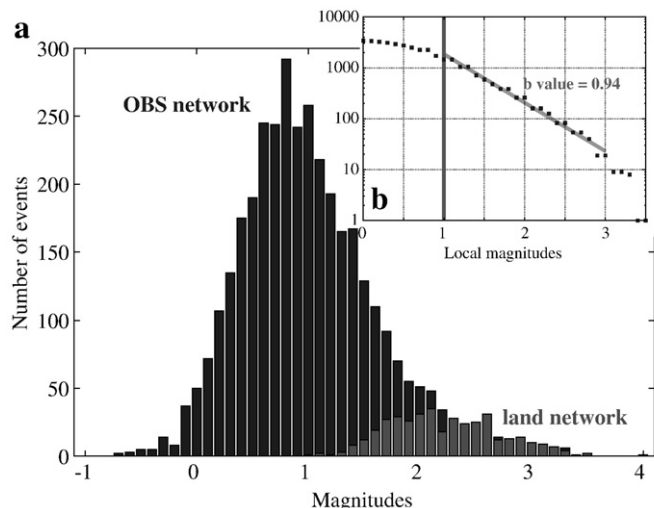 a
300
250
200
150
100
50
0
Number of events
OBS network
land network
-1
0
1
2
3
4
Magnitudes
10000
1000
100
10
1
b value = 0.94
b
0
1
2
3
Local magnitudes